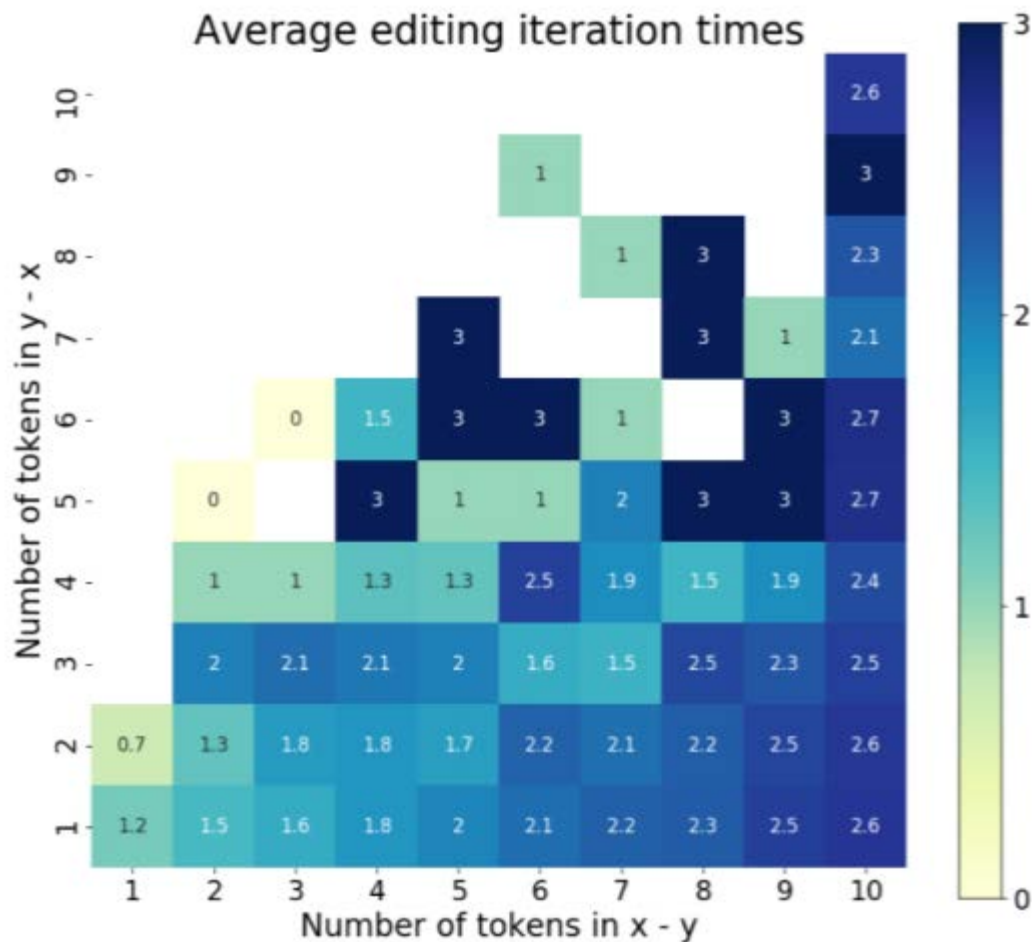 Average editing iteration times
3
10 2.6
9 1 3
8 1 3 2.3
Number of tokens in y - x
7 3 3 1 2.1
2
6 0 1.5 3 3 1 3 2.7
5 0 3 1 1 2 3 3 2.7
4 1 1 1.3 1.3 2.5 1.9 1.5 1.9 2.4
1
3 2 2.1 2.1 2 1.6 1.5 2.5 2.3 2.5
2 0.7 1.3 1.8 1.8 1.7 2.2 2.1 2.2 2.5 2.6
1 1.2 1.5 1.6 1.8 2 2.1 2.2 2.3 2.5 2.6
0
1 2 3 4 5 6 7 8 9 10
Number of tokens in x - y